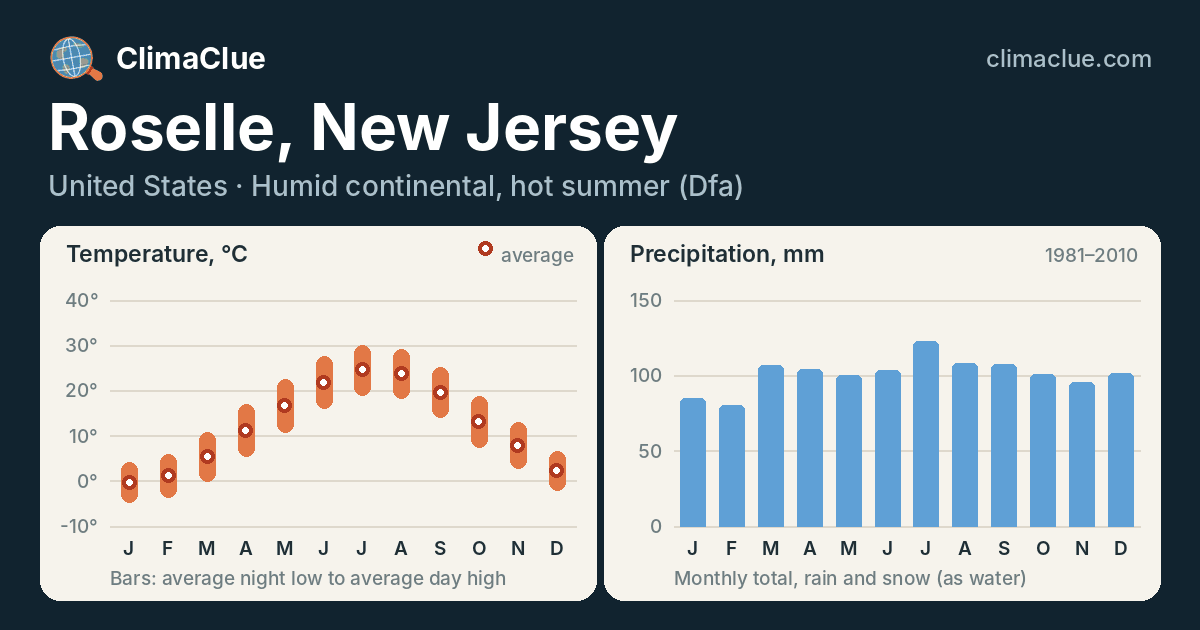 ClimaClue
climaclue.com
Roselle, New Jersey
United States · Humid continental, hot summer (Dfa)
Temperature, °C
average
40°
30°
20°
10°
0°
-10°
J F M A M J J A S O N D
Bars: average night low to average day high
Precipitation, mm
1981–2010
150
100
50
0
J F M A M J J A S O N D
Monthly total, rain and snow (as water)